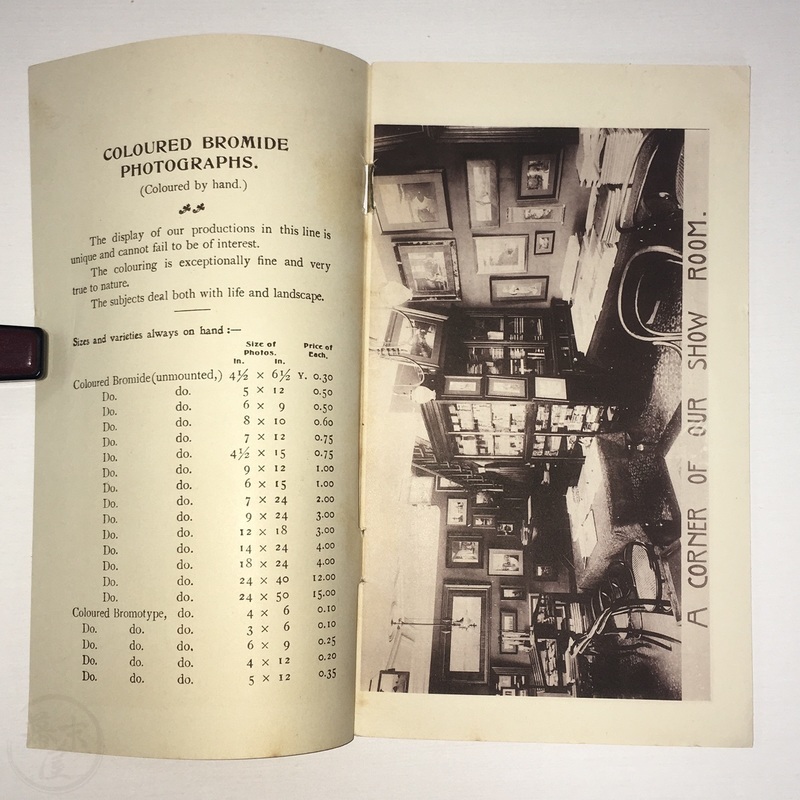 COLOURED BROMIDE
PHOTOGRAPHS.
(Coloured by hand.)
The display of our productions in this line is
unique and cannot fail to be of interest.
The colouring is exceptionally fine and very
true to nature.
The subjects deal both with life and landscape.
Sizes and varieties always on hand :—
Size of Photos. Price of Each.
In. In.
Coloured Bromide (unmounted,) 4½ × 6½ Y. 0.30
Do. do. 5 × 12 0.50
Do. do. 6 × 9 0.50
Do. do. 8 × 10 0.60
Do. do. 7 × 12 0.75
Do. do. 4½ × 15 0.75
Do. do. 9 × 12 1.00
Do. do. 6 × 15 1.00
Do. do. 7 × 24 2.00
Do. do. 9 × 24 3.00
Do. do. 12 × 18 3.00
Do. do. 14 × 24 4.00
Do. do. 18 × 24 4.00
Do. do. 24 × 40 12.00
Do. do. 24 × 50 15.00
Coloured Bromotype, do. 4 × 6 0.10
Do. do. do. 3 × 6 0.10
Do. do. do. 6 × 9 0.25
Do. do. do. 4 × 12 0.20
Do. do. do. 5 × 12 0.35
A CORNER OF OUR SHOW ROOM.